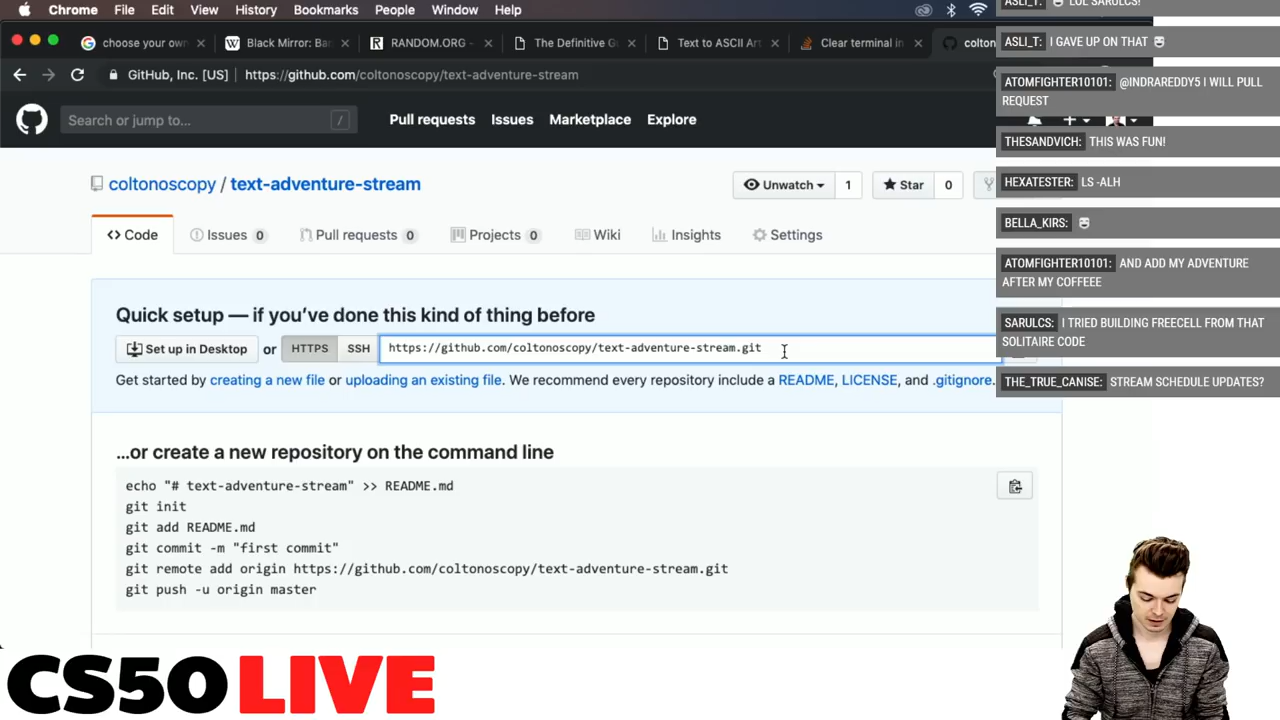 Chrome File Edit View History Bookmarks People Window Help
choose your own Black Mirror: Ban RANDOM.ORG - The Definitive G Text to ASCII Art Clear terminal in colton
GitHub, Inc. [US] https://github.com/coltonoscopy/text-adventure-stream
Search or jump to... /
Pull requests Issues Marketplace Explore
coltonoscopy / text-adventure-stream
Unwatch 1 Star 0
Code Issues 0 Pull requests 0 Projects 0 Wiki Insights Settings
Quick setup — if you've done this kind of thing before
Set up in Desktop or HTTPS SSH https://github.com/coltonoscopy/text-adventure-stream.git
Get started by creating a new file or uploading an existing file. We recommend every repository include a README, LICENSE, and .gitignore.
...or create a new repository on the command line
echo "# text-adventure-stream" >> README.md
git init
git add README.md
git commit -m "first commit"
git remote add origin https://github.com/coltonoscopy/text-adventure-stream.git
git push -u origin master
ASLI_T: LOL SARULCS!
ASLI_T: I GAVE UP ON THAT
ATOMFIGHTER10101: @INDRAREDDY5 I WILL PULL
REQUEST
THESANDVICH: THIS WAS FUN!
HEXATESTER: LS -ALH
BELLA_KIRS:
ATOMFIGHTER10101: AND ADD MY ADVENTURE
AFTER MY COFFEEE
SARULCS: I TRIED BUILDING FREECELL FROM THAT
SOLITAIRE CODE
THE_TRUE_CANISE: STREAM SCHEDULE UPDATES?
CS50 LIVE